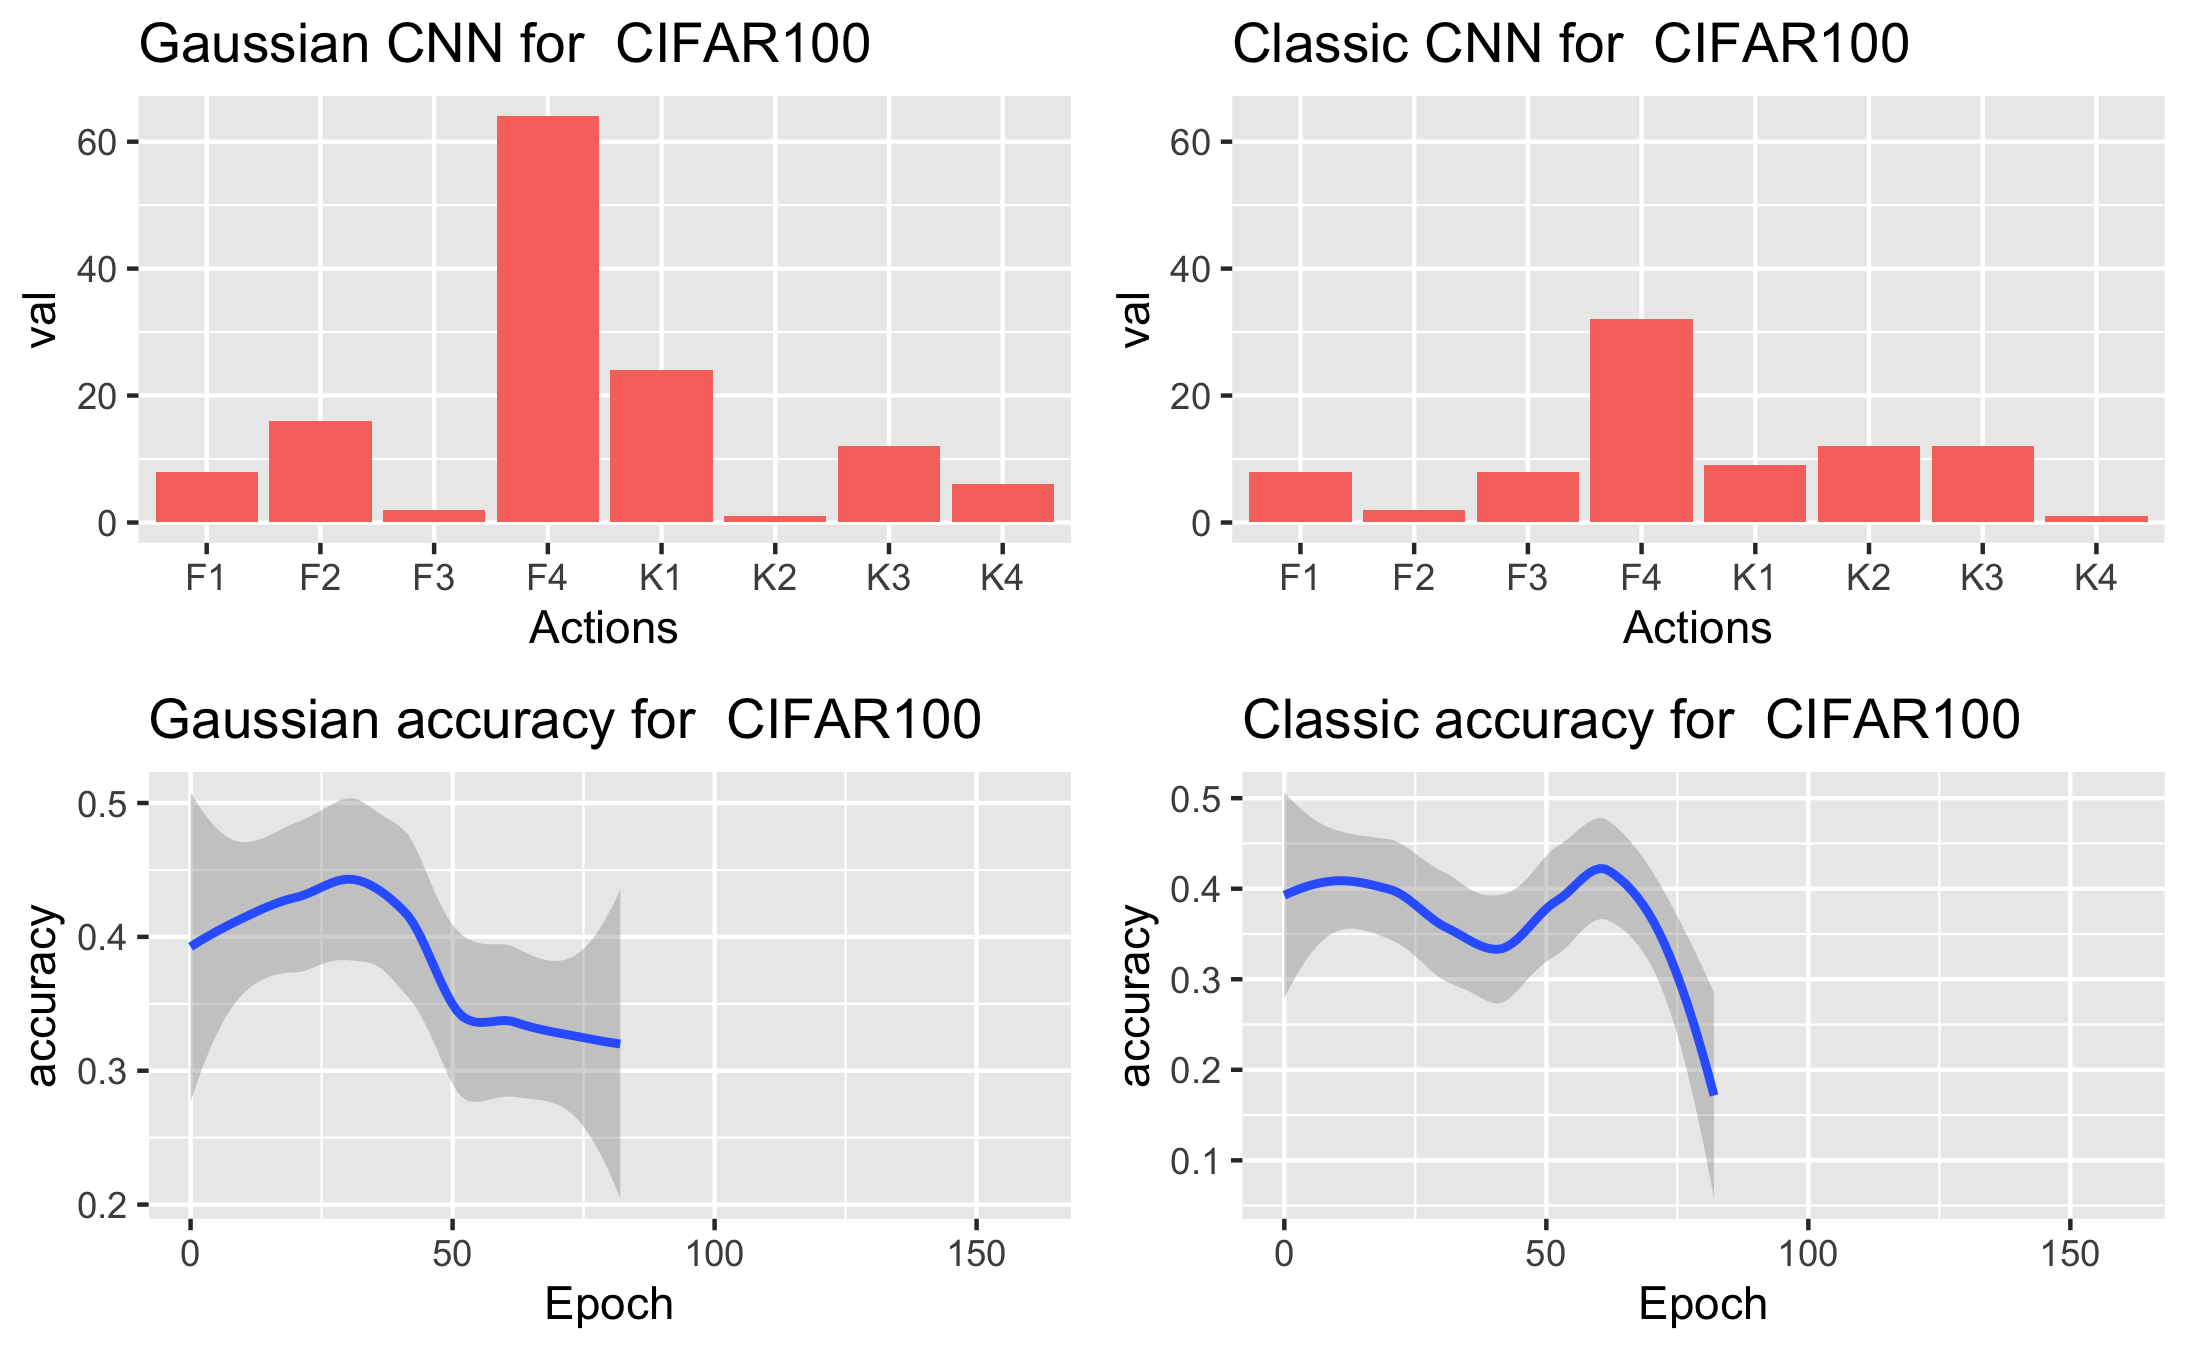 Gaussian CNN for  CIFAR100
val
60
40
20
0
F1 F2 F3 F4 K1 K2 K3 K4
Actions
Classic CNN for  CIFAR100
val
60
40
20
0
F1 F2 F3 F4 K1 K2 K3 K4
Actions
Gaussian accuracy for  CIFAR100
accuracy
0.5
0.4
0.3
0.2
0 50 100 150
Epoch
Classic accuracy for  CIFAR100
accuracy
0.5
0.4
0.3
0.2
0.1
0 50 100 150
Epoch